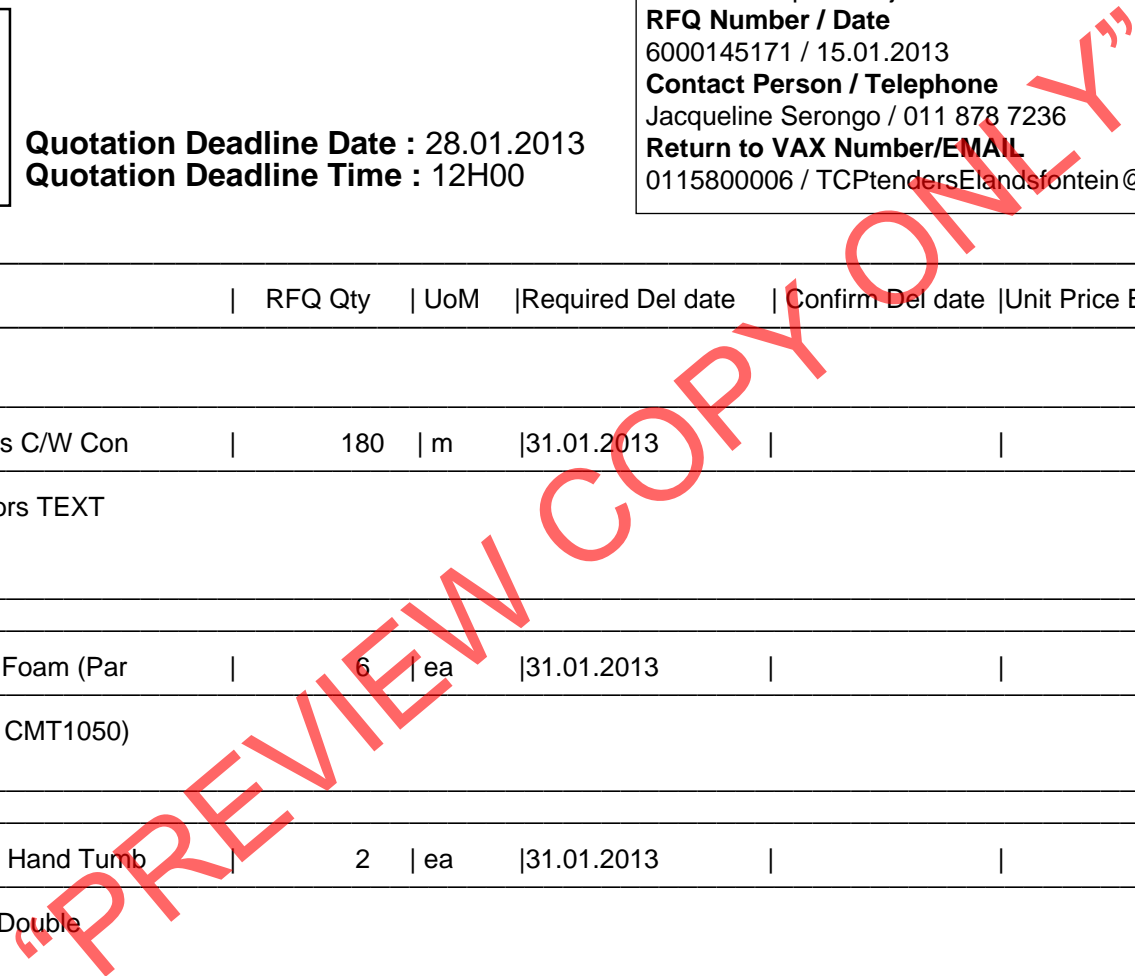 RFQ Number / Date
6000145171 / 15.01.2013
Contact Person / Telephone
Jacqueline Serongo / 011 878 7236
Return to VAX Number/EMAIL
0115800006 / TCPtendersElandsfontein@
Quotation Deadline Date : 28.01.2013
Quotation Deadline Time : 12H00
| RFQ Qty | UoM |Required Del date | Confirm Del date |Unit Price E
s C/W Con | 180 | m |31.01.2013 | |
ors TEXT
Foam (Par | 6 | ea |31.01.2013 | |
CMT1050)
Hand Tumb | 2 | ea |31.01.2013 | |
Double
“PREVIEW COPY ONLY”